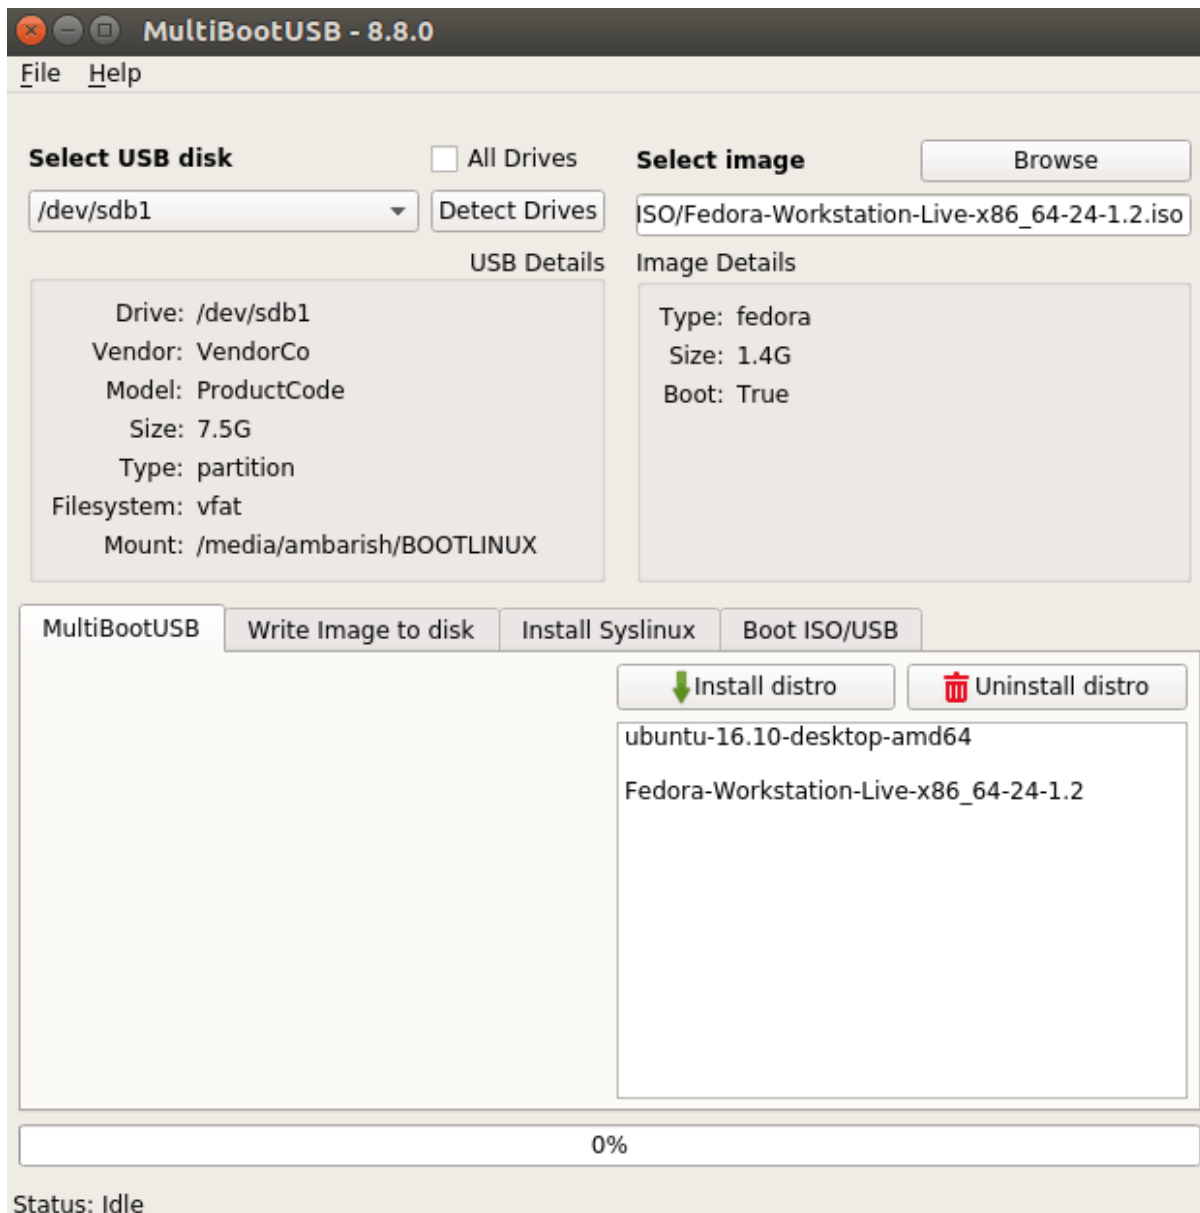 MultiBootUSB - 8.8.0
File Help
Select USB disk
All Drives
/dev/sdb1
Detect Drives
USB Details
Drive: /dev/sdb1
Vendor: VendorCo
Model: ProductCode
Size: 7.5G
Type: partition
Filesystem: vfat
Mount: /media/ambarish/BOOTLINUX
Select image
Browse
ISO/Fedora-Workstation-Live-x86_64-24-1.2.iso
Image Details
Type: fedora
Size: 1.4G
Boot: True
MultiBootUSB
Write Image to disk
Install Syslinux
Boot ISO/USB
Install distro
Uninstall distro
ubuntu-16.10-desktop-amd64
Fedora-Workstation-Live-x86_64-24-1.2
0%
Status: Idle